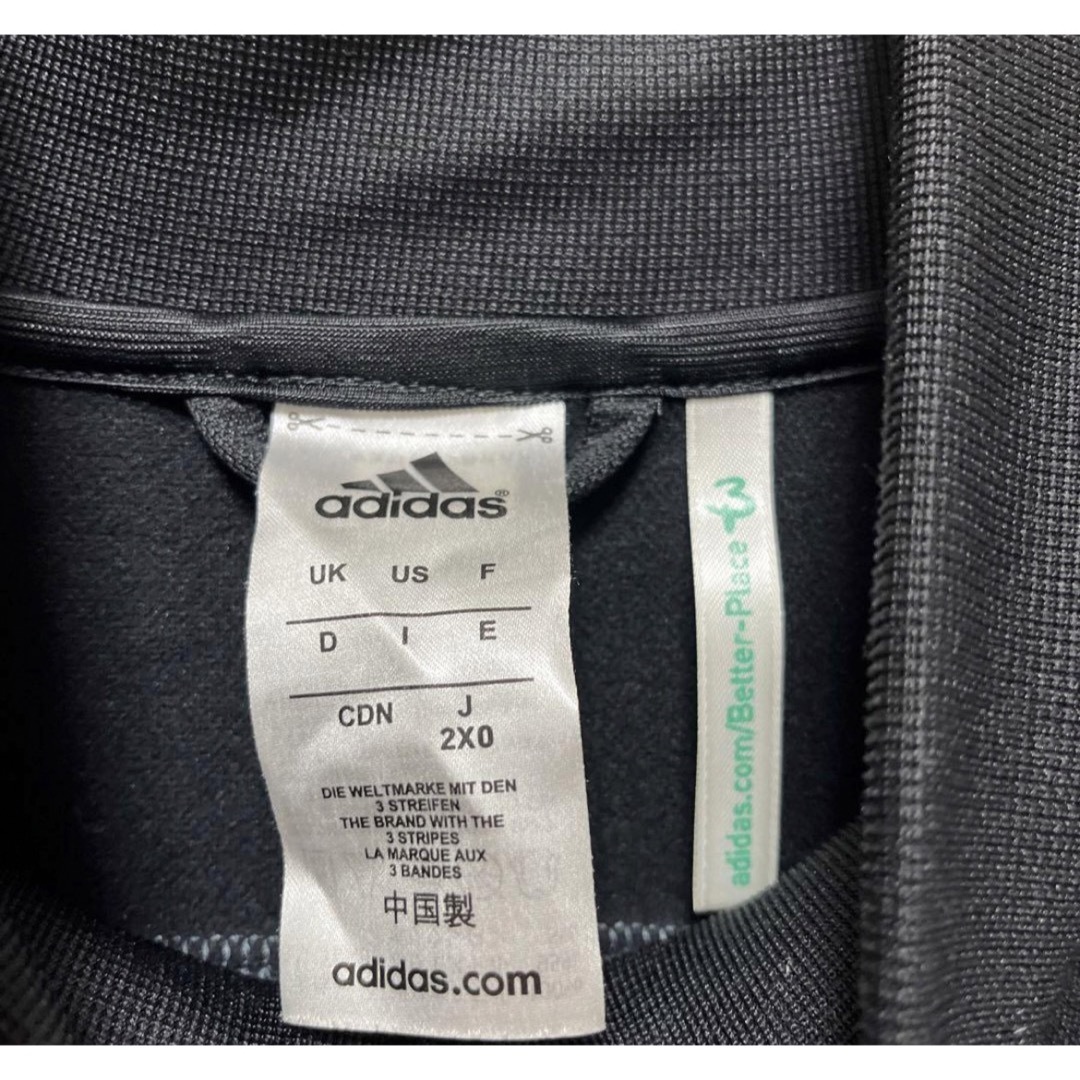 adidas®
UK US F
D I E
CDN J
2X0
DIE WELTMARKE MIT DEN
3 STREIFEN
THE BRAND WITH THE
3 STRIPES
LA MARQUE AUX
3 BANDES
中国製
adidas.com
adidas.com/Better-Place